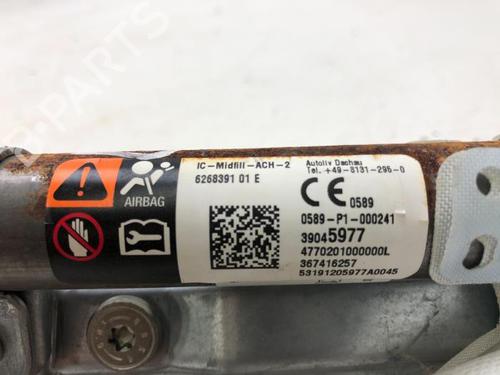 B-PARTS
AIRBAG
IC-Midfill-ACH-2
6268391 01 E
Autoliv Dachau
Tel. +49-8131-295-0
CE 0589
0589-P1-000241
39045977
4770201000000L
367416257
53191205977A0045